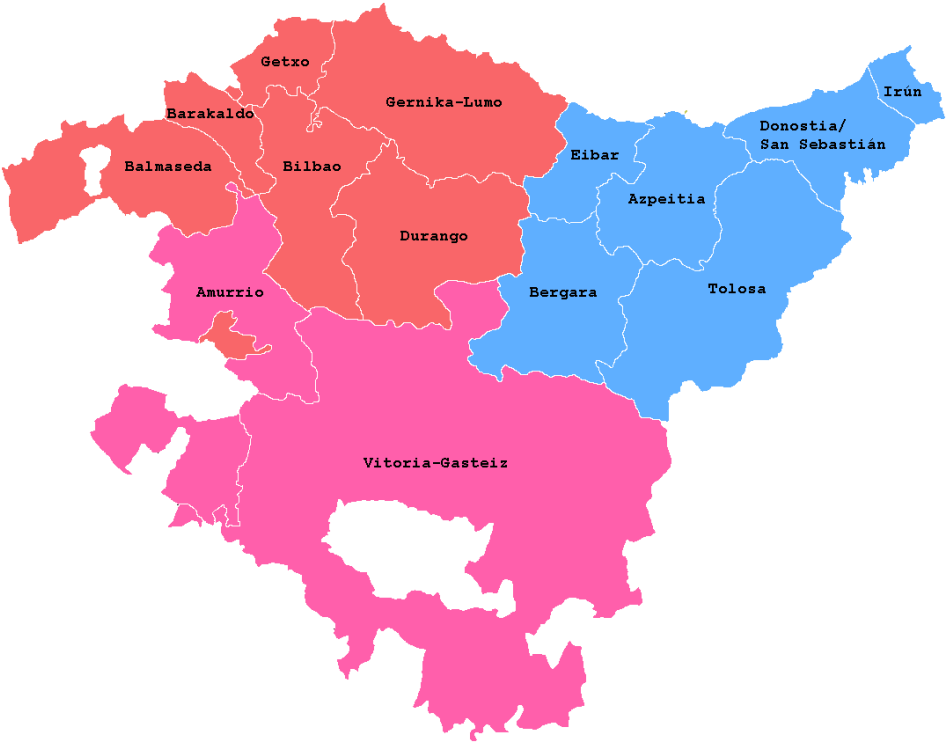 Getxo
Irún
Gernika-Lumo
Barakaldo
Donostia/
San Sebastián
Eibar
Balmaseda
Bilbao
Azpeitia
Durango
Tolosa
Amurrio
Bergara
Vitoria-Gasteiz